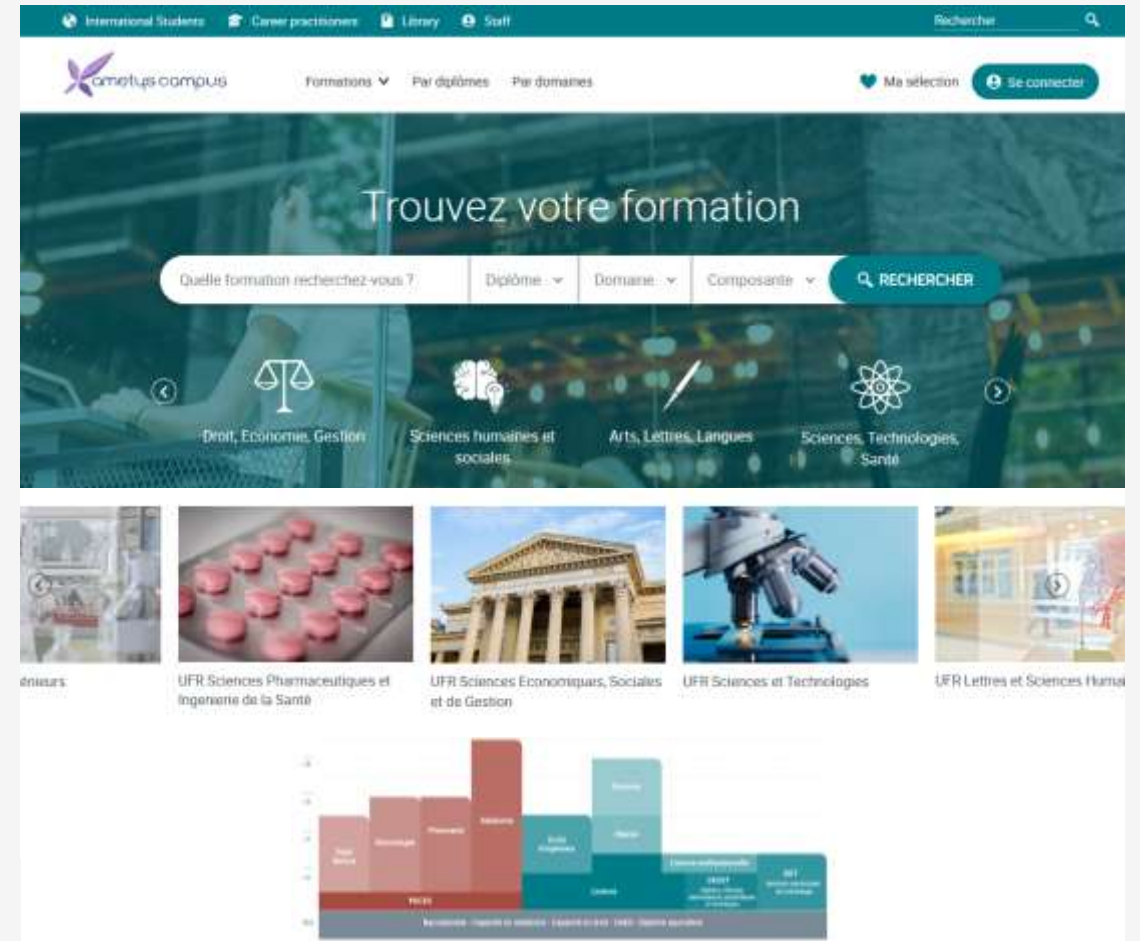 International Students Career practitioners Library Staff Rechercher
ametys campus Formations Par diplômes Par domaines Ma sélection Se connecter
Trouvez votre formation
Quelle formation recherchez-vous ? Diplôme Domaine Composante RECHERCHER
Droit, Economie, Gestion
Sciences humaines et
sociales
Arts, Lettres, Langues
Sciences, Technologies,
Santé
énieurs
UFR Sciences Pharmaceutiques et
Ingenierie de la Santé
UFR Sciences Economiques, Sociales
et de Gestion
UFR Sciences et Technologies
UFR Lettres et Sciences Huma
Pharmacie
Médecine
Master
Licence professionnelle
Licence
DEUST
PACES